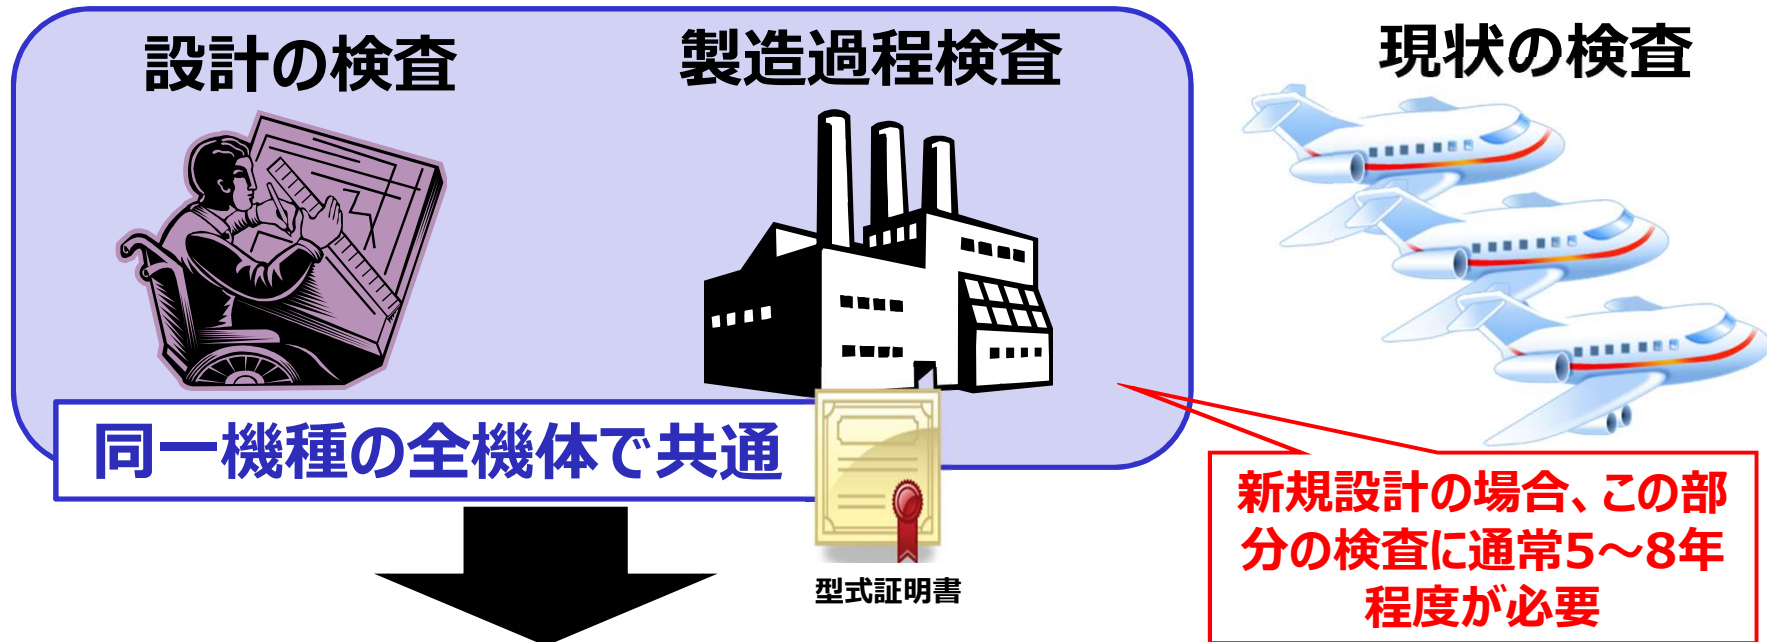 設計の検査
製造過程検査
現状の検査
同一機種の全機体で共通
型式証明書
新規設計の場合、この部
分の検査に通常5～8年
程度が必要